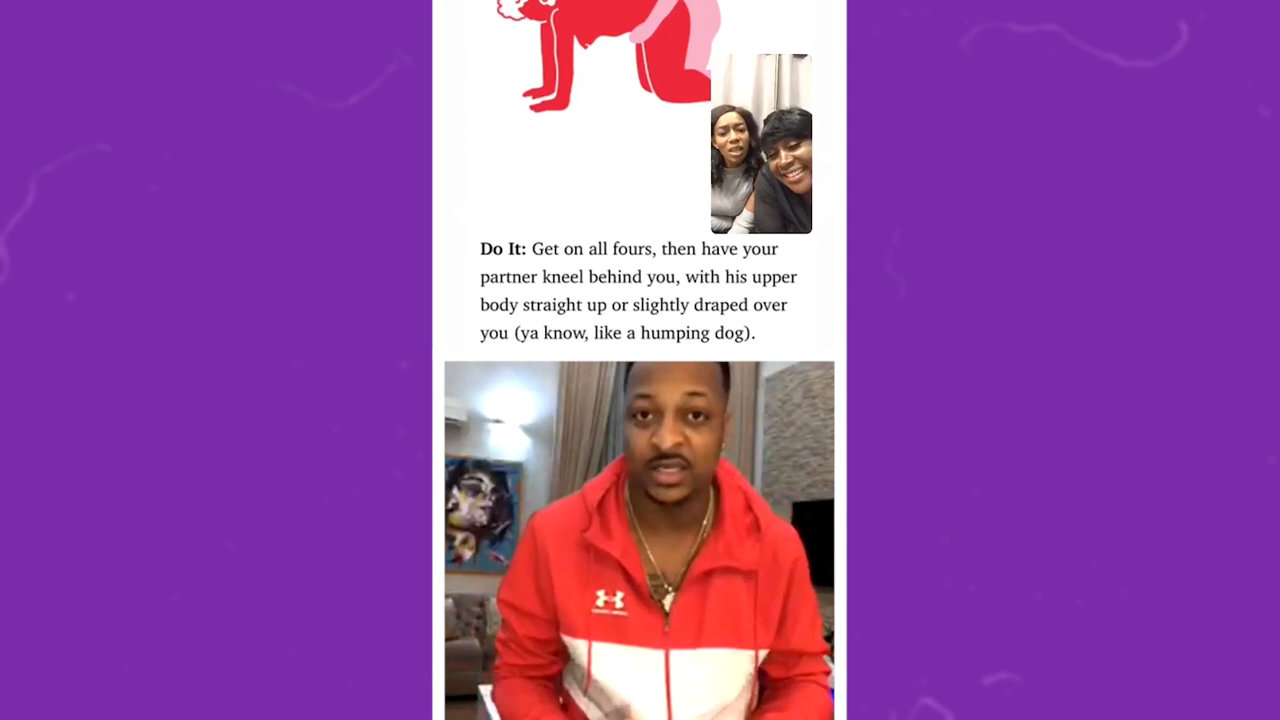 Do It: Get on all fours, then have your
partner kneel behind you, with his upper
body straight up or slightly draped over
you (ya know, like a humping dog).